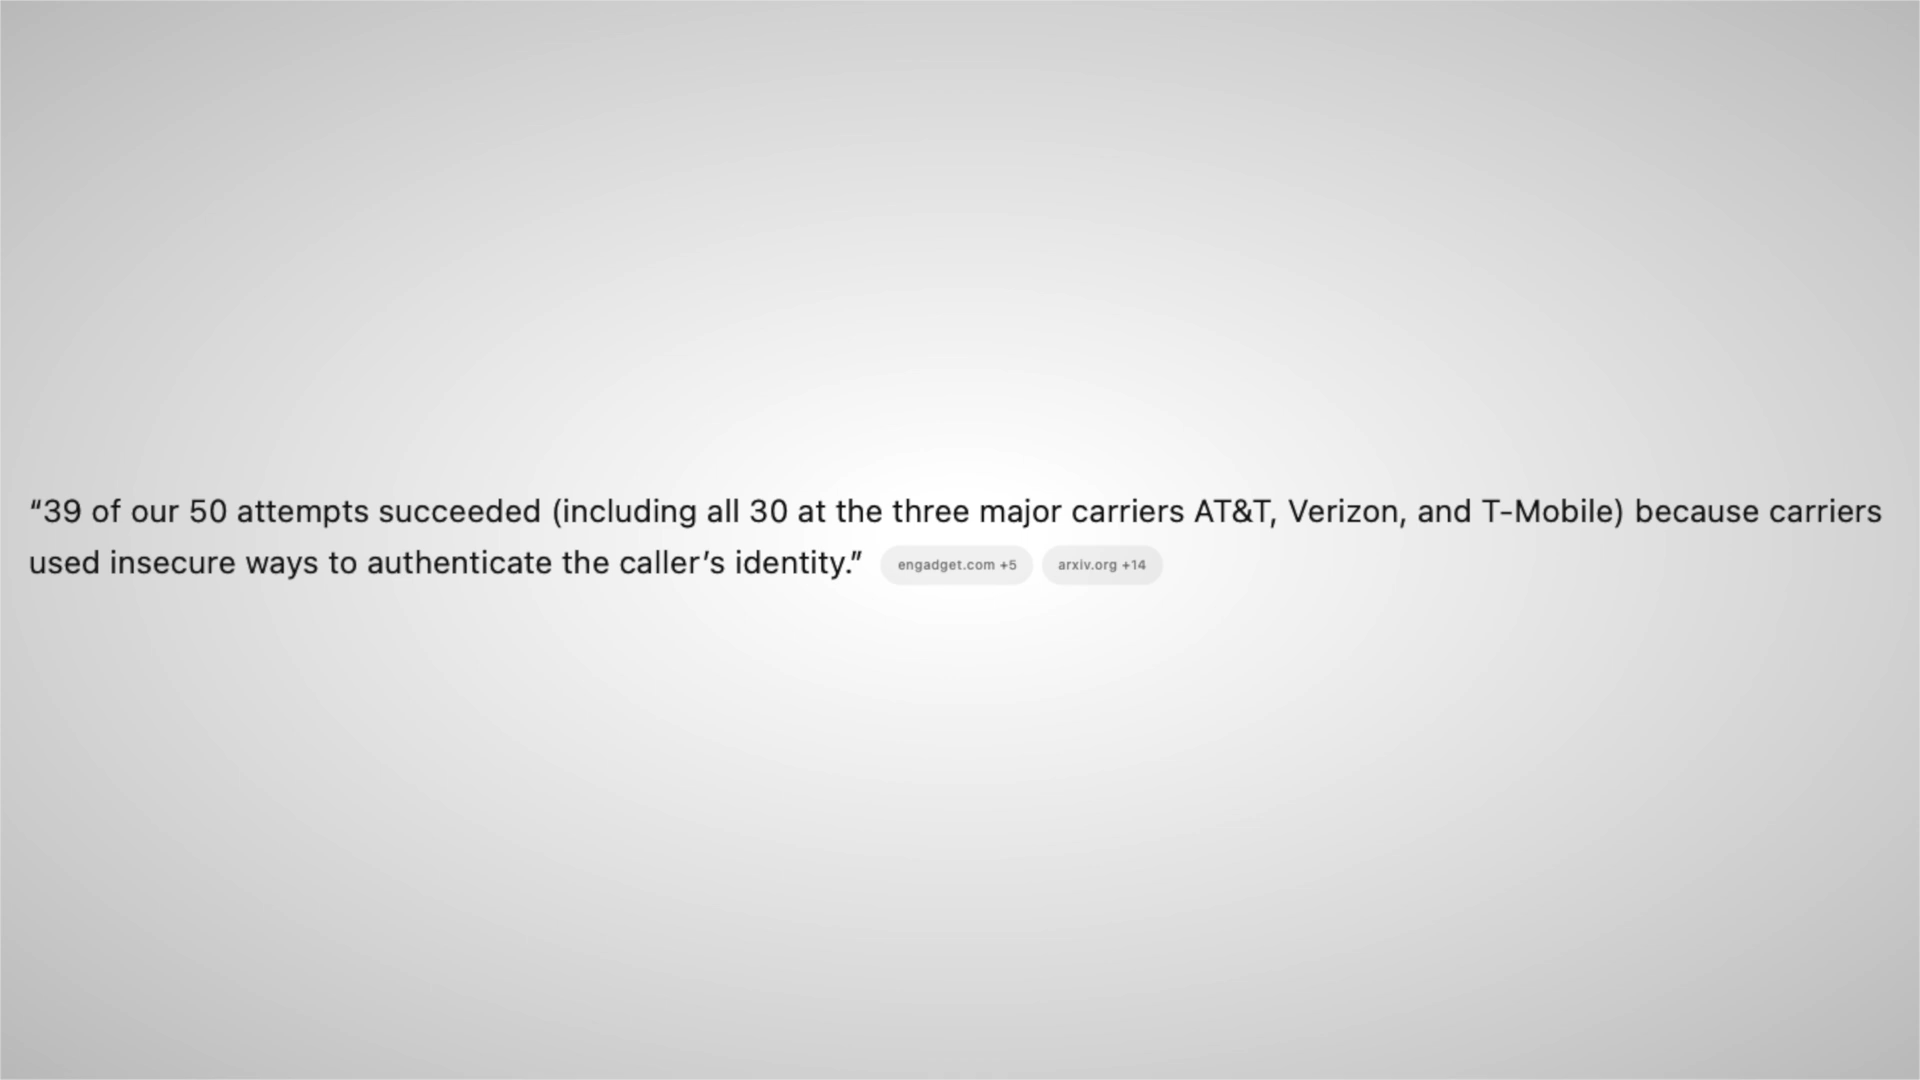 “39 of our 50 attempts succeeded (including all 30 at the three major carriers AT&T, Verizon, and T-Mobile) because carriers
used insecure ways to authenticate the caller’s identity.” engadget.com +5 arxiv.org +14